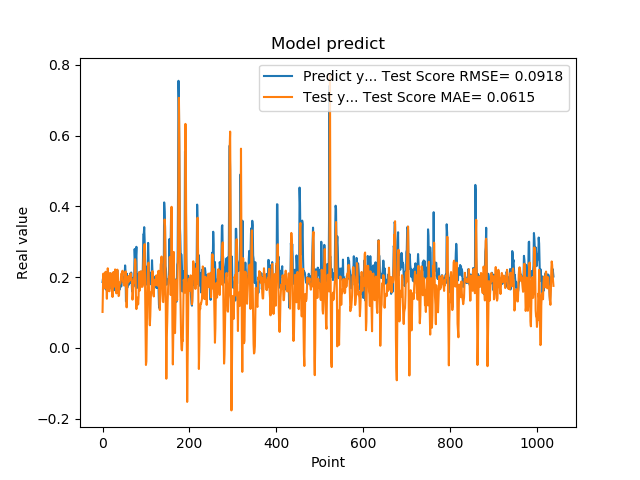 Model predict
Predict y... Test Score RMSE= 0.0918
Test y... Test Score MAE= 0.0615
Real value
0.8
0.6
0.4
0.2
0.0
−0.2
0 200 400 600 800 1000
Point